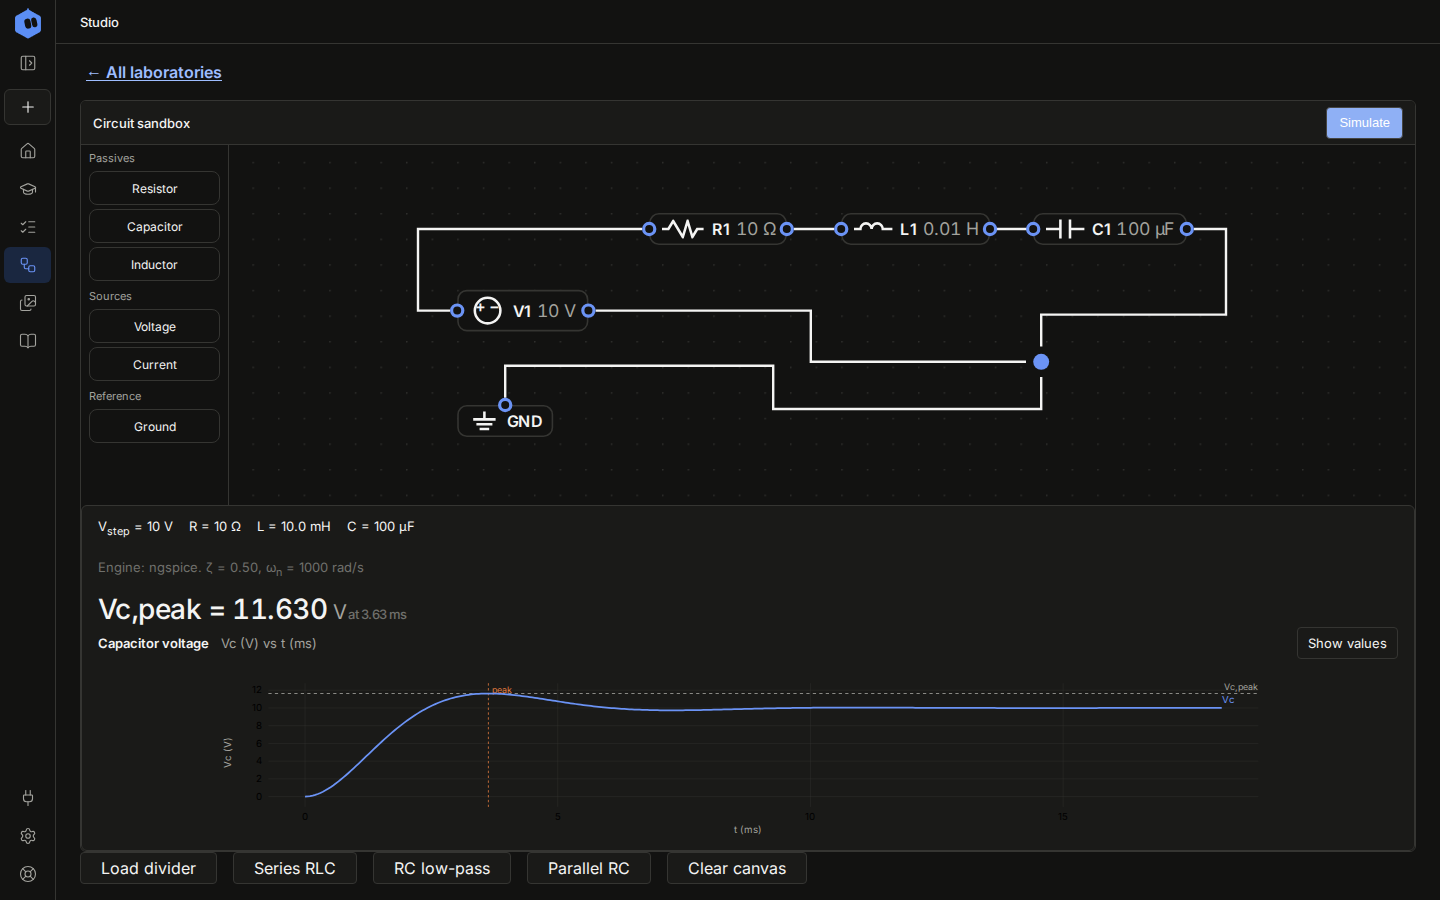 Studio
← All laboratories
Circuit sandbox
Simulate
Passives
Resistor
Capacitor
Inductor
Sources
Voltage
Current
Reference
Ground
R1 10 Ω
L1 0.01 H
C1 100 µF
V1 10 V
GND
Vstep = 10 V R = 10 Ω L = 10.0 mH C = 100 µF
Engine: ngspice. ζ = 0.50, ωn = 1000 rad/s
Vc,peak = 11.630 V at 3.63 ms
Capacitor voltage Vc (V) vs t (ms)
Show values
12
10
8
6
4
2
0
Vc (V)
peak
Vc,peak
Vc
0
5
10
15
t (ms)
Load divider
Series RLC
RC low-pass
Parallel RC
Clear canvas